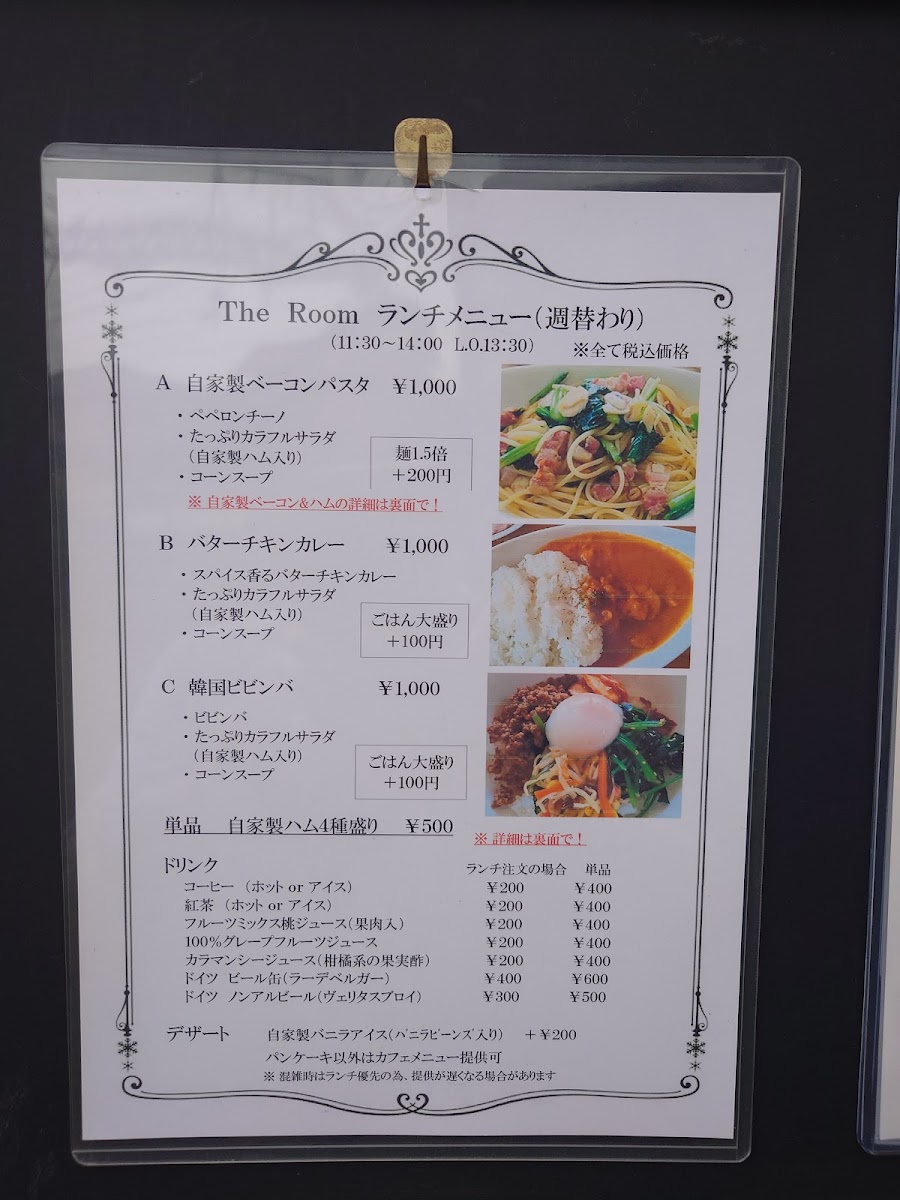 The Room ランチメニュー(週替わり)
(11:30～14:00 L.O.13:30) ※全て税込価格
A 自家製ベーコンパスタ ￥1,000
・ペペロンチーノ
・たっぷりカラフルサラダ
(自家製ハム入り)
・コーンスープ
麺1.5倍
+200円
※ 自家製ベーコン&ハムの詳細は裏面で！
B バターチキンカレー ￥1,000
・スパイス香るバターチキンカレー
・たっぷりカラフルサラダ
(自家製ハム入り)
・コーンスープ
ごはん大盛り
+100円
C 韓国ビビンバ ￥1,000
・ビビンバ
・たっぷりカラフルサラダ
(自家製ハム入り)
・コーンスープ
ごはん大盛り
+100円
単品 自家製ハム4種盛り ￥500
※ 詳細は裏面で！
ドリンク ランチ注文の場合 単品
コーヒー (ホット or アイス) ￥200 ￥400
紅茶 (ホット or アイス) ￥200 ￥400
フルーツミックス桃ジュース(果肉入) ￥200 ￥400
100%グレープフルーツジュース ￥200 ￥400
カラマンシージュース(柑橘系の果実酢) ￥200 ￥400
ドイツ ビール缶(ラーデベルガー) ￥400 ￥600
ドイツ ノンアルビール(ヴェリタスブロイ) ￥300 ￥500
デザート 自家製バニラアイス(バニラビーンズ入り) +￥200
パンケーキ以外はカフェメニュー提供可
※ 混雑時はランチ優先の為、提供が遅くなる場合があります